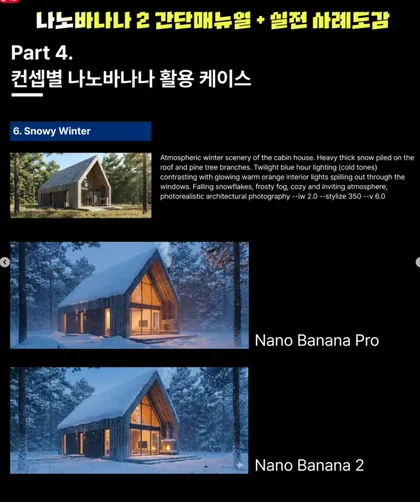 나노바나나 2 간단매뉴얼 + 실전 사례도감
Part 4.
컨셉별 나노바나나 활용 케이스
6. Snowy Winter
Atmospheric winter scenery of the cabin house. Heavy thick snow piled on the
roof and pine tree branches. Twilight blue hour lighting (cold tones)
contrasting with glowing warm orange interior lights spilling out through the
windows. Falling snowflakes, frosty fog, cozy and inviting atmosphere,
photorealistic architectural photography --iw 2.0 --stylize 350 --v 6.0
Nano Banana Pro
Nano Banana 2